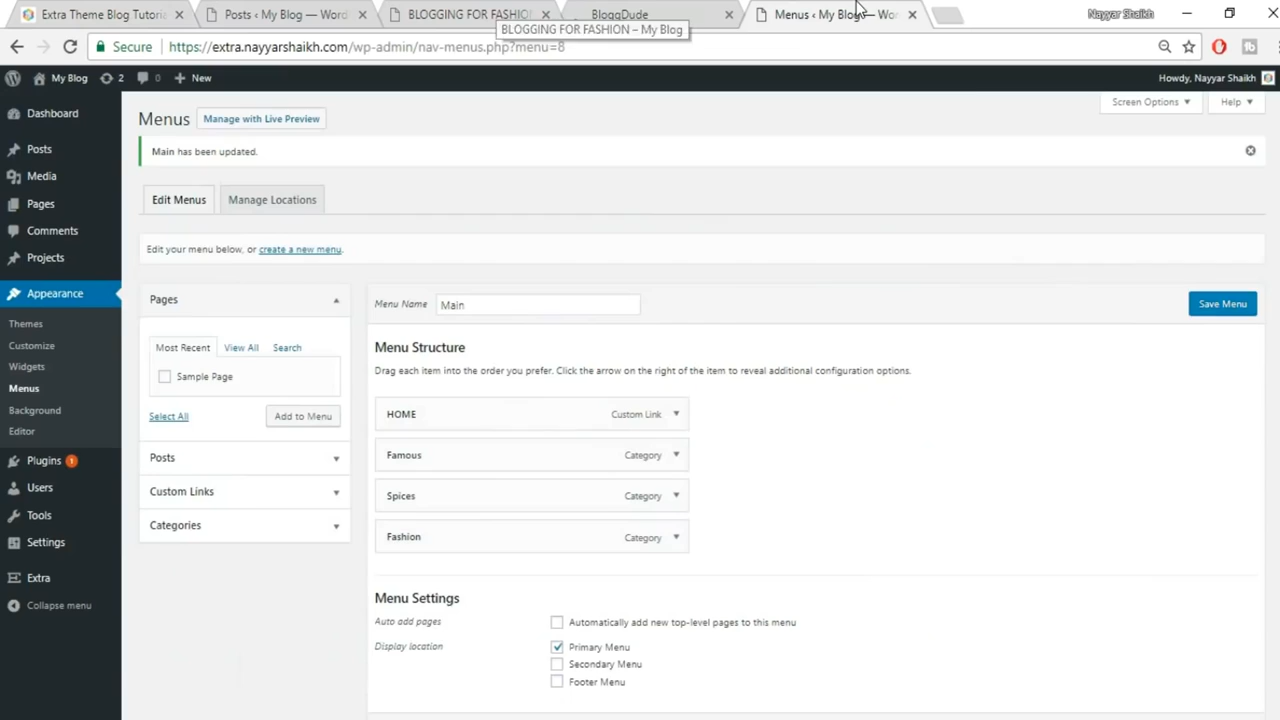 Extra Theme Blog Tutoria
Posts ‹ My Blog — Word
BLOGGING FOR FASHIO
BloggDude
Menus ‹ My Blog — Wor
Nayyar Shaikh
BLOGGING FOR FASHION – My Blog
Secure
https://extra.nayyarshaikh.com/wp-admin/nav-menus.php?menu=8
My Blog
2
0
New
Howdy, Nayyar Shaikh
Dashboard
Posts
Media
Pages
Comments
Projects
Appearance
Themes
Customize
Widgets
Menus
Background
Editor
Plugins 1
Users
Tools
Settings
Extra
Collapse menu
Screen Options
Help
Menus
Manage with Live Preview
Main has been updated.
Edit Menus
Manage Locations
Edit your menu below, or create a new menu.
Pages
Most Recent
View All
Search
Sample Page
Select All
Add to Menu
Posts
Custom Links
Categories
Menu Name
Main
Save Menu
Menu Structure
Drag each item into the order you prefer. Click the arrow on the right of the item to reveal additional configuration options.
HOME
Custom Link
Famous
Category
Spices
Category
Fashion
Category
Menu Settings
Auto add pages
Automatically add new top-level pages to this menu
Display location
Primary Menu
Secondary Menu
Footer Menu